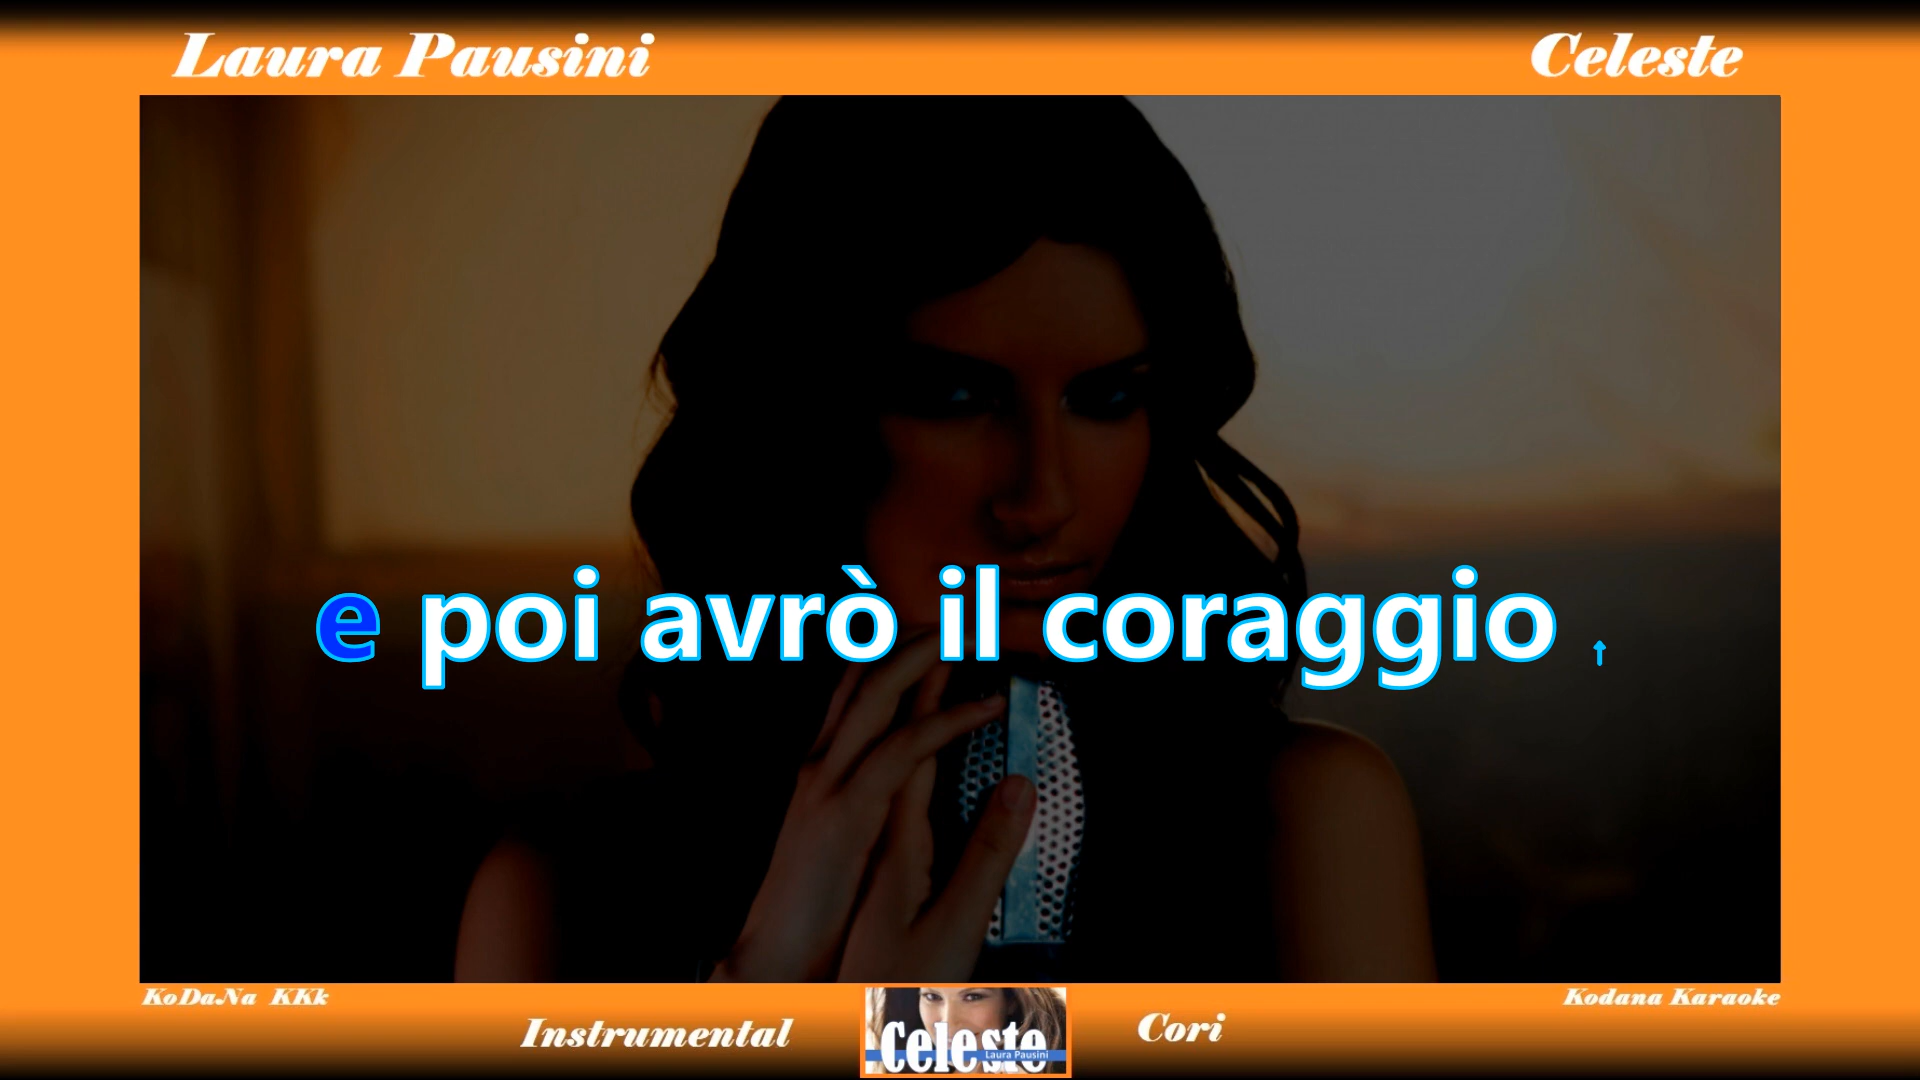 Laura Pausini
Celeste
e poi avrò il coraggio ↑
KoDaNa KKk
Kodana Karaoke
Instrumental
Celeste
Laura Pausini
Cori